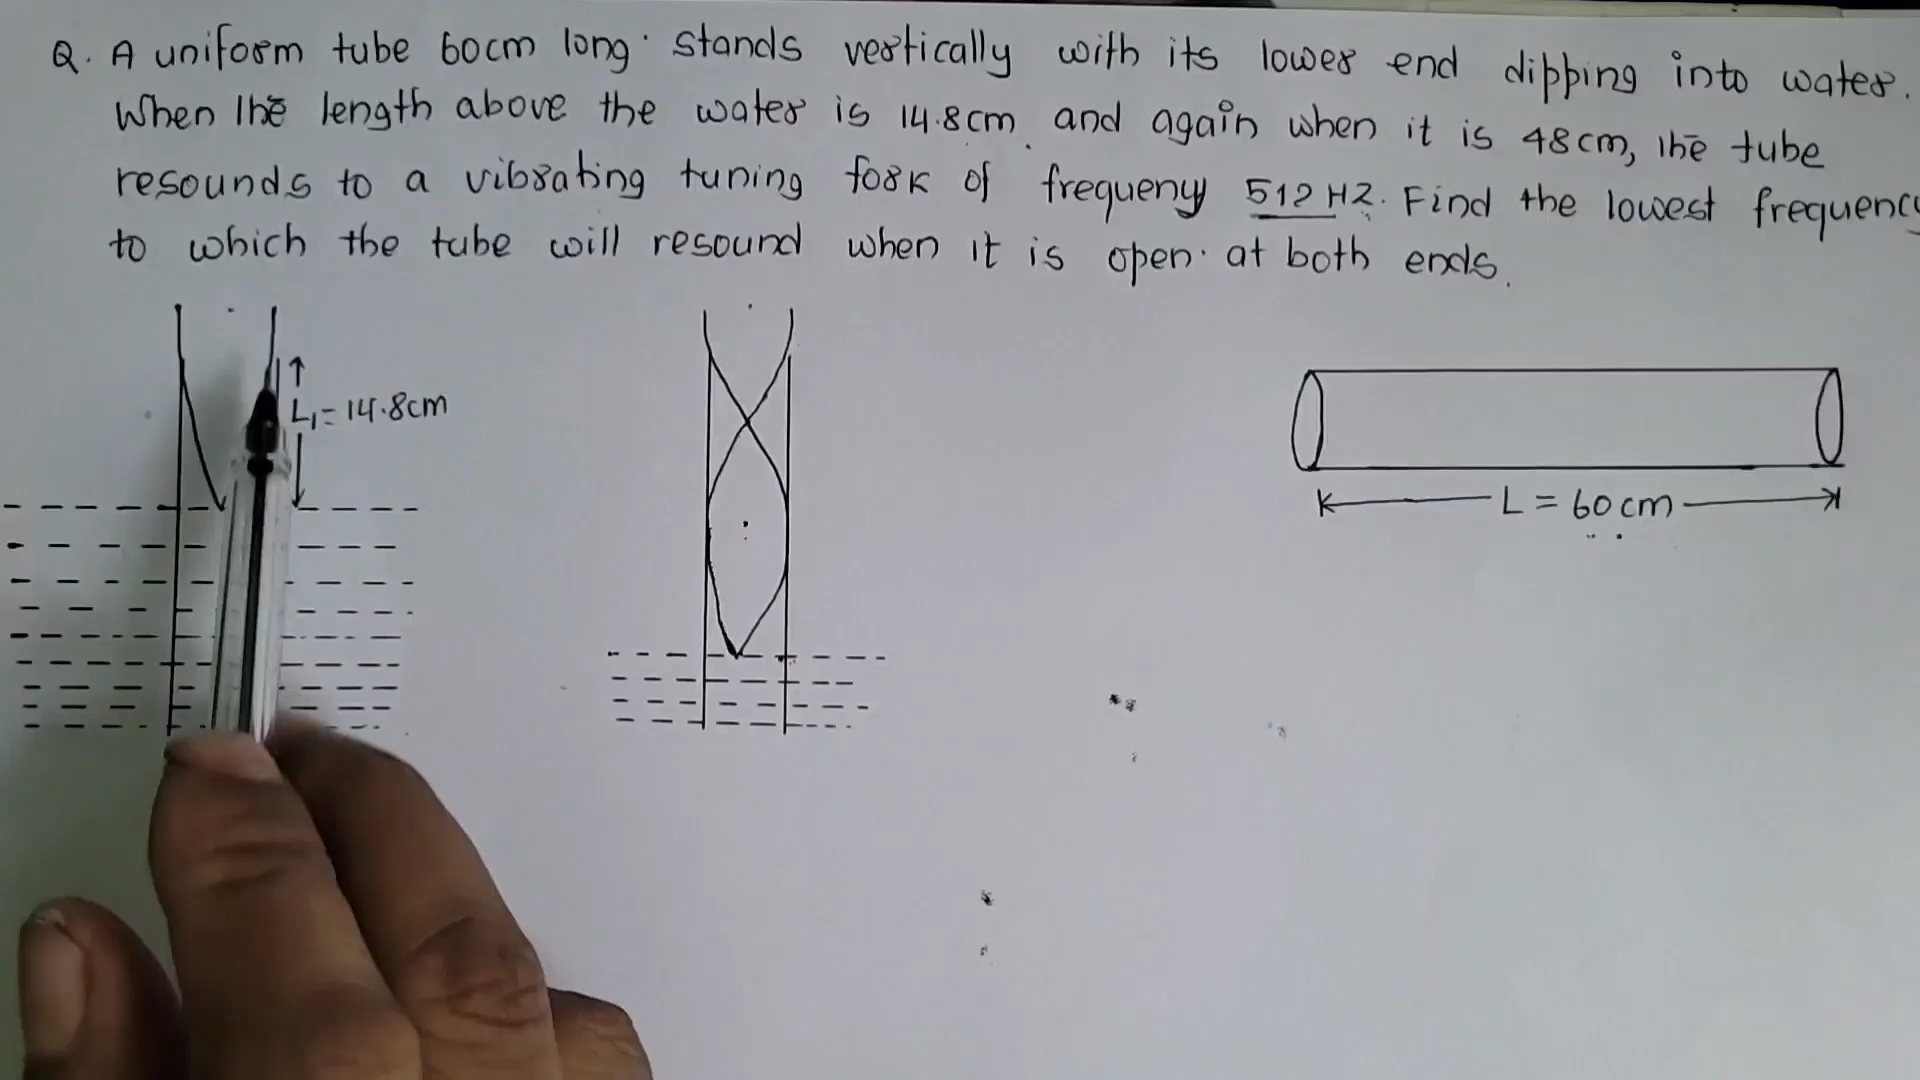 Q. A uniform tube 60cm long stands vertically with its lower end dipping into water.
When the length above the water is 14.8cm and again when it is 48cm, the tube
resounds to a vibrating tuning fork of frequeny 512 HZ. Find the lowest frequency
to which the tube will resound when it is open at both ends.
L₁ = 14.8cm
L = 60cm